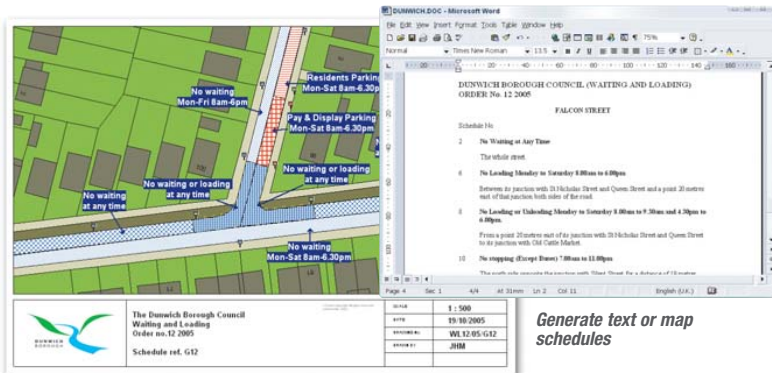 DUNWICH.DOC - Microsoft Word
File Edit View Insert Format Tools Table Window Help
75%
Normal Times New Roman 13.5
DUNWICH BOROUGH COUNCIL (WAITING AND LOADING)
ORDER No. 12 2005
FALCON STREET
Schedule No
2 No Waiting at Any Time
The whole street.
6 No Loading Monday to Saturday 8.00am to 6.00pm
Between its junction with St Nicholas Street and Queen Street and a point 20 metres
east of that junction both sides of the road.
8 No Loading or Unloading Monday to Saturday 8.00am to 9.30am and 4.30pm to
6.00pm
From a point 20 metres east of its junction with St Nicholas Street and Queen Street
to its junction with Old Cattle Market.
10 No stopping (Except Buses) 7.00am to 11.00pm
Page 4 Sec 1 4/4 At 31mm Ln 2 Col 11 English (U.K.)
Residents Parking
Mon-Sat 8am-6.30p
No waiting
Mon-Fri 8am-6pm
Pay & Display Parking
Mon-Sat 8am-6.30pm
No waiting or loading
at any time
No waiting or loading
at any time
No waiting
at any time
No waiting
Mon-Sat 8am-6.30pm
DUNWICH
BOROUGH
The Dunwich Borough Council
Waiting and Loading
Order no.12 2005
Schedule ref. G12
SCALE 1 : 500
DATE 19/10/2005
DRAWING No. WL12/05/G12
DRAWN BY JHM
Generate text or map
schedules